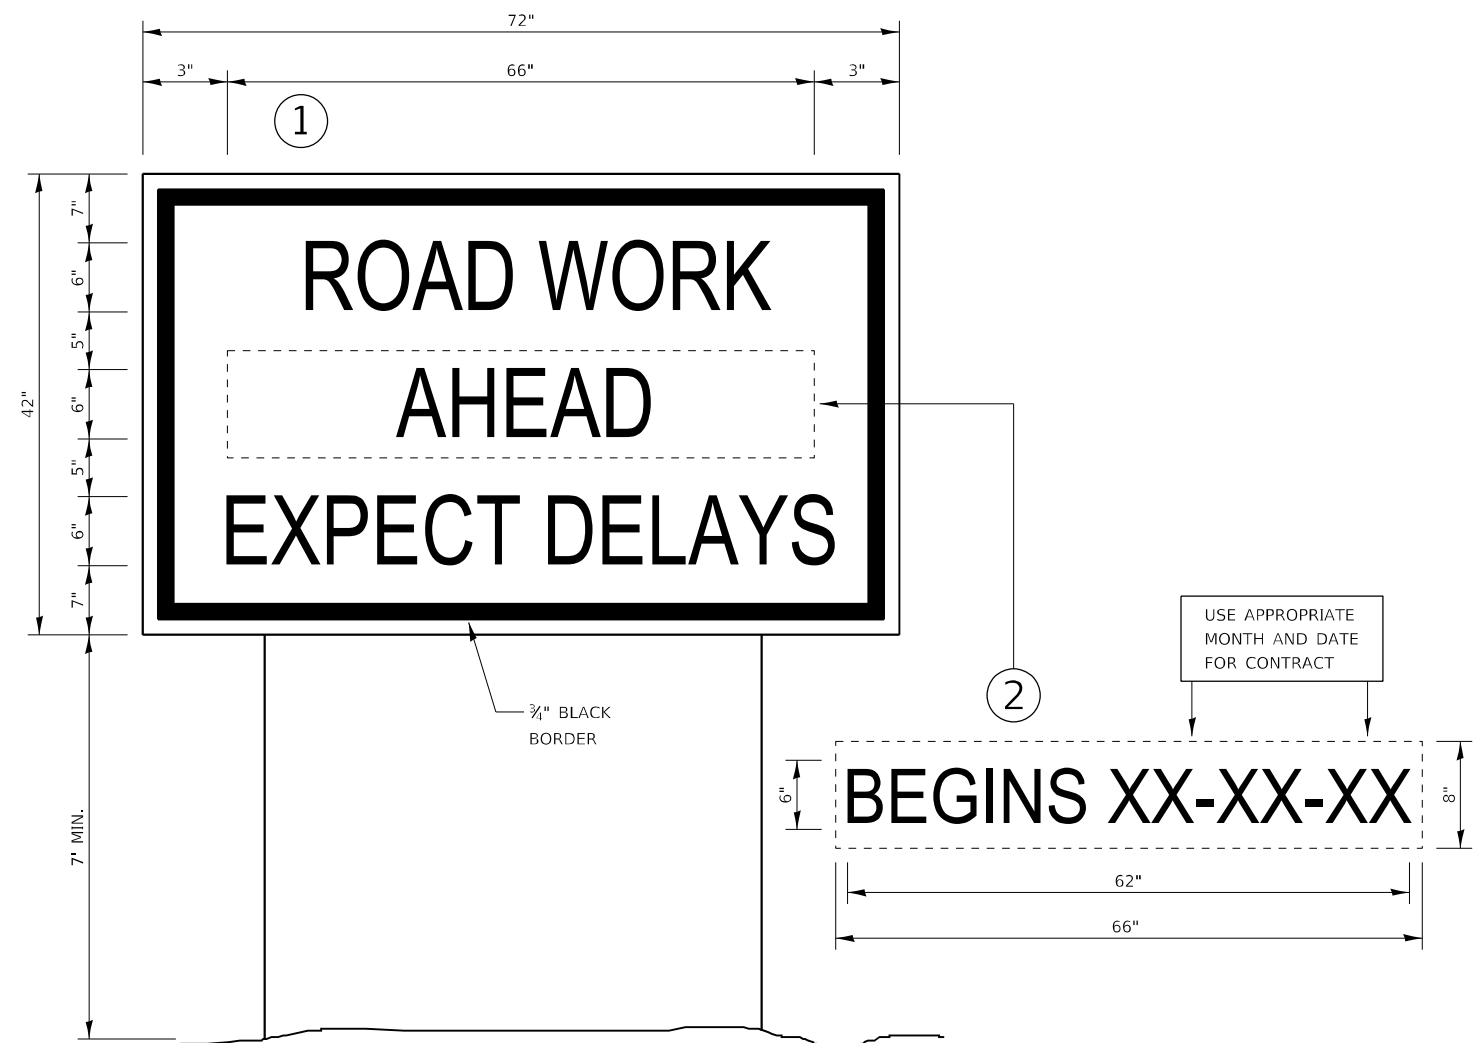 72"
3" 66" 3"
1
7"
6"
5"
6"
5"
6"
7"
42"
ROAD WORK
AHEAD
EXPECT DELAYS
¾" BLACK
BORDER
7' MIN.
2
USE APPROPRIATE
MONTH AND DATE
FOR CONTRACT
6"
BEGINS XX-XX-XX
8"
62"
66"